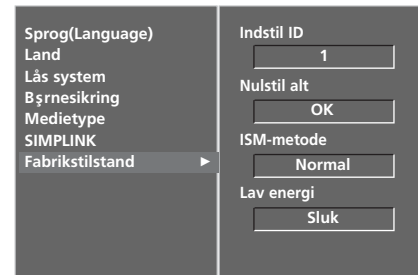 Sprog(Language)
Land
Lås system
Bşrnesikring
Medietype
SIMPLINK
Fabrikstilstand ►
Indstil ID
1
Nulstil alt
OK
ISM-metode
Normal
Lav energi
Sluk